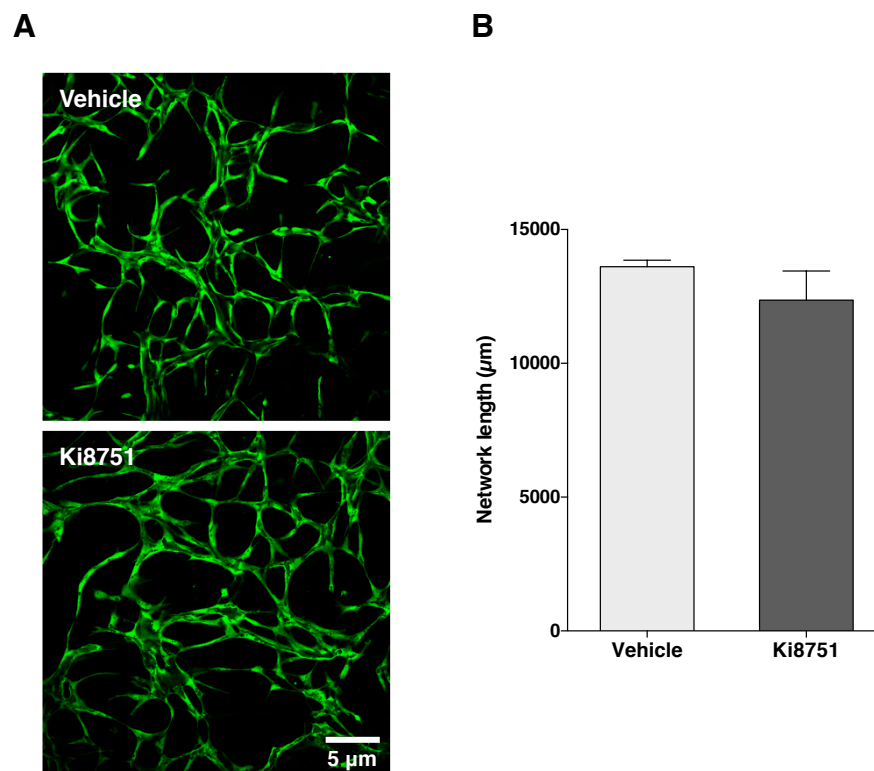 A
B
Vehicle
Ki8751
5 µm
Network length (µm)
15000
10000
5000
0
Vehicle
Ki8751